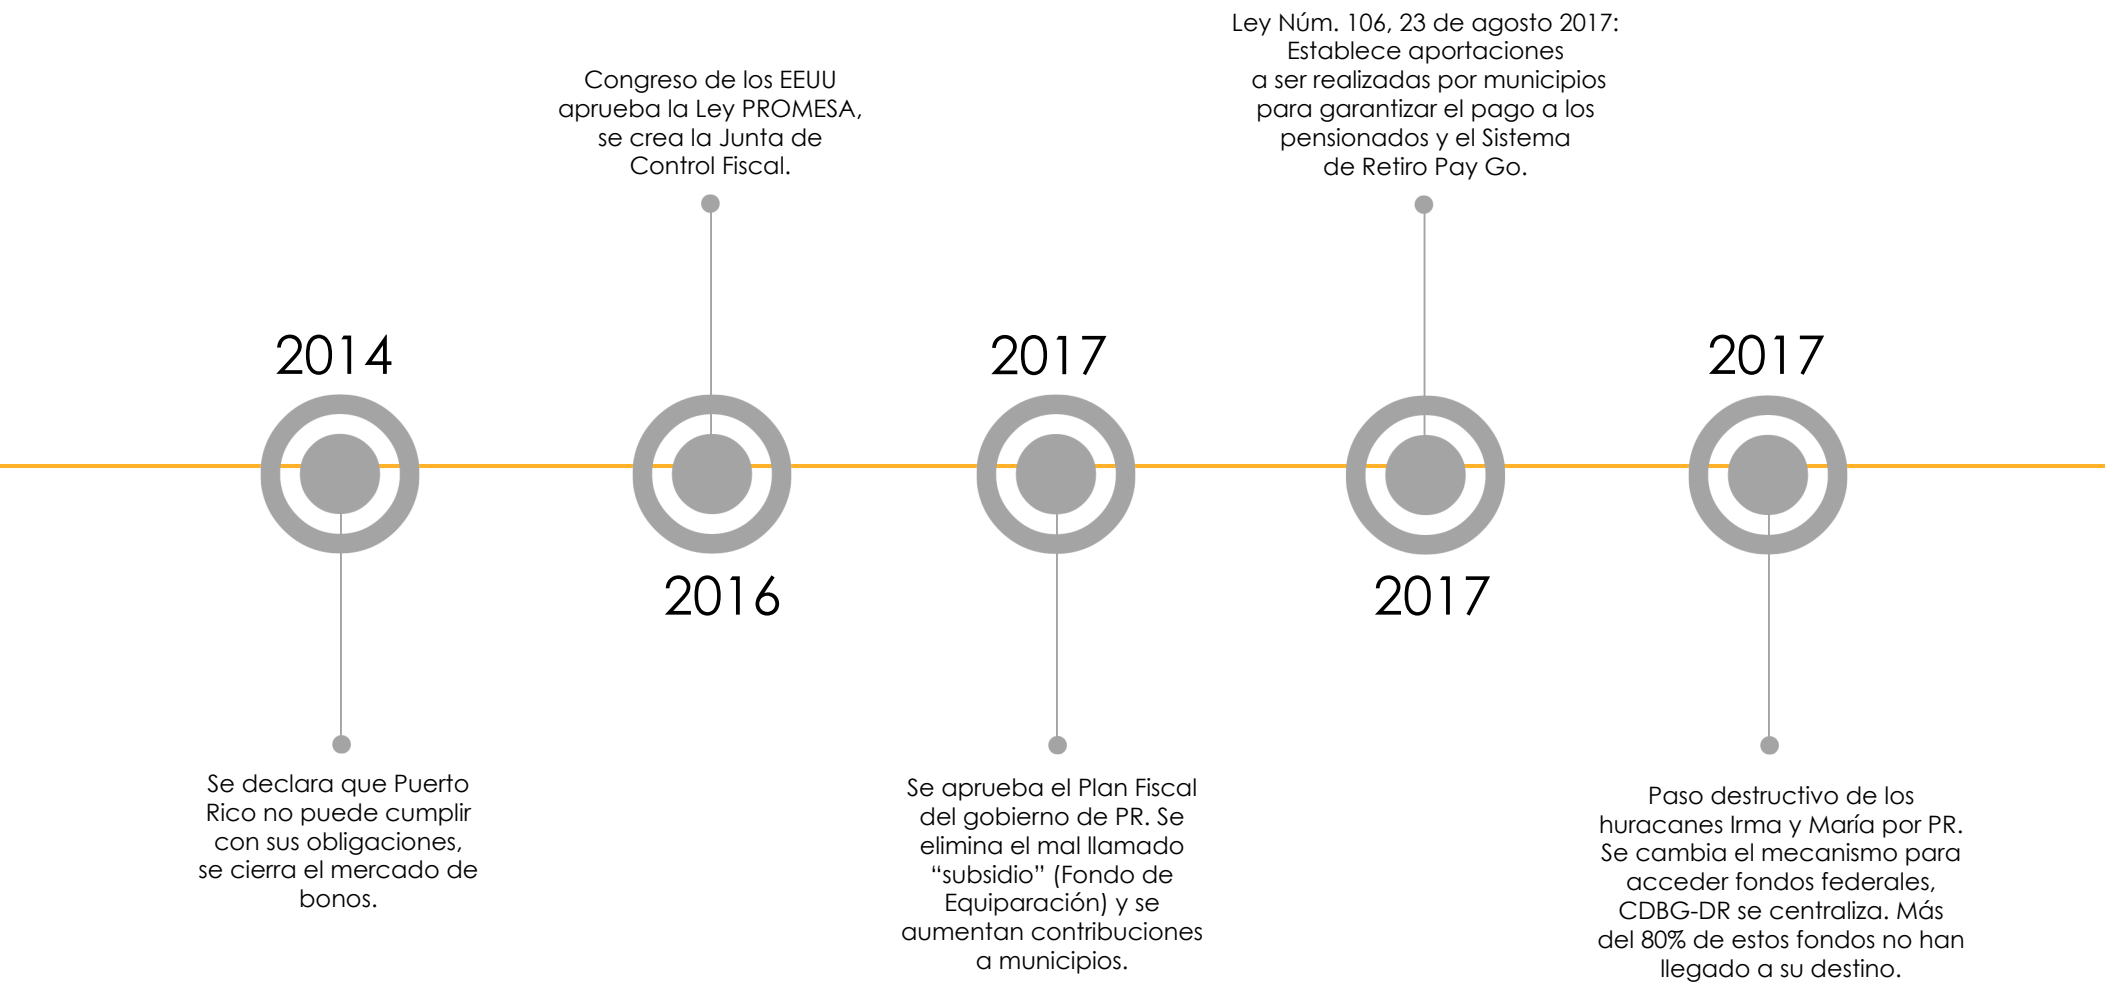 2014
Se declara que Puerto
Rico no puede cumplir
con sus obligaciones,
se cierra el mercado de
bonos.
Congreso de los EEUU
aprueba la Ley PROMESA,
se crea la Junta de
Control Fiscal.
2016
2017
Se aprueba el Plan Fiscal
del gobierno de PR. Se
elimina el mal llamado
“subsidio” (Fondo de
Equiparación) y se
aumentan contribuciones
a municipios.
Ley Núm. 106, 23 de agosto 2017:
Establece aportaciones
a ser realizadas por municipios
para garantizar el pago a los
pensionados y el Sistema
de Retiro Pay Go.
2017
2017
Paso destructivo de los
huracanes Irma y María por PR.
Se cambia el mecanismo para
acceder fondos federales,
CDBG-DR se centraliza. Más
del 80% de estos fondos no han
llegado a su destino.